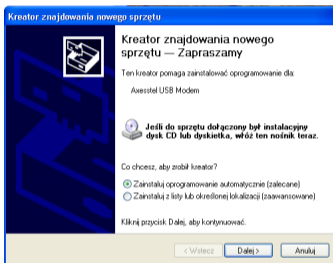 Kreator znajdowania nowego sprzętu
Kreator znajdowania nowego
sprzętu — Zapraszamy
Ten kreator pomaga zainstalować oprogramowanie dla:
Axesstel USB Modem
Jeśli do sprzętu dołączony był instalacyjny
dysk CD lub dyskietka, włóż ten nośnik teraz.
Co chcesz, aby zrobił kreator?
Zainstaluj oprogramowanie automatycznie (zalecane)
Zainstaluj z listy lub określonej lokalizacji (zaawansowane)
Kliknij przycisk Dalej, aby kontynuować.
< Wstecz
Dalej >
Anuluj